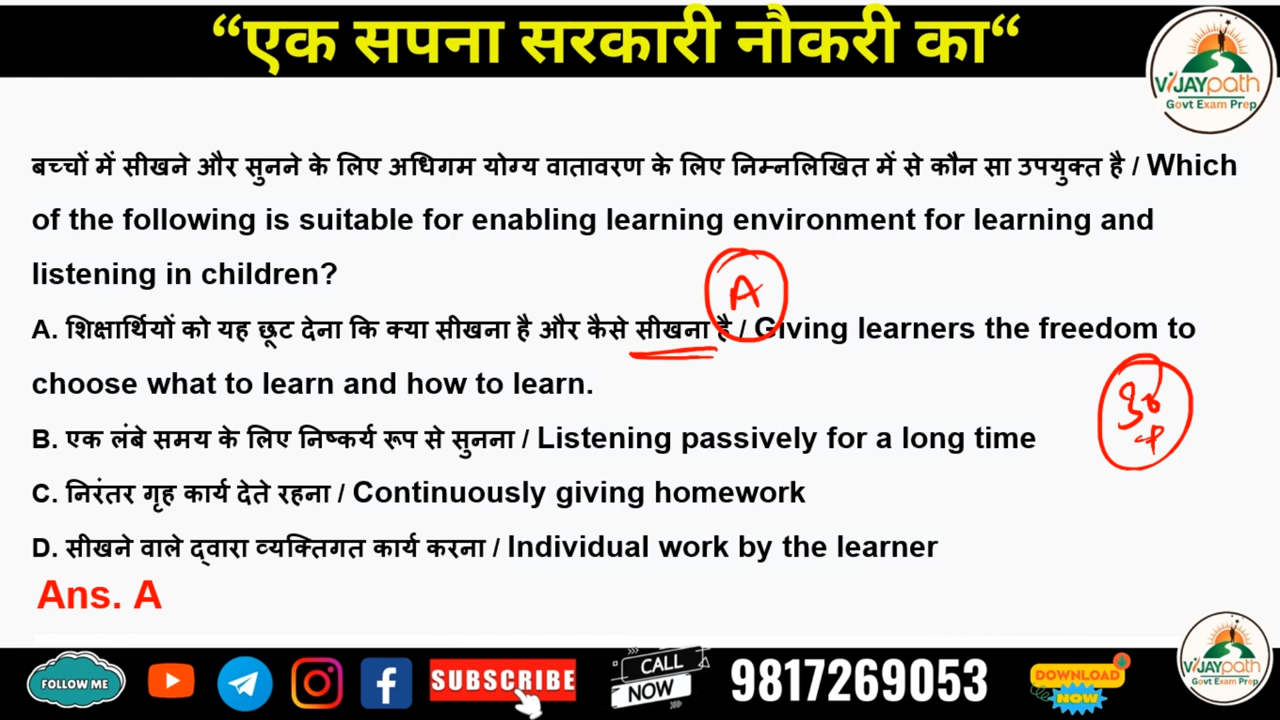 “एक सपना सरकारी नौकरी का“
VIJAYpath
Govt Exam Prep
बच्चों में सीखने और सुनने के लिए अधिगम योग्य वातावरण के लिए निम्नलिखित में से कौन सा उपयुक्त है / Which
of the following is suitable for enabling learning environment for learning and
listening in children?
A
A. शिक्षार्थियों को यह छूट देना कि क्या सीखना है और कैसे सीखना है / Giving learners the freedom to
choose what to learn and how to learn.
B. एक लंबे समय के लिए निष्कर्य रूप से सुनना / Listening passively for a long time
C. निरंतर गृह कार्य देते रहना / Continuously giving homework
D. सीखने वाले द्वारा व्यक्तिगत कार्य करना / Individual work by the learner
Ans. A
FOLLOW ME
SUBSCRIBE
CALL
NOW
9817269053
DOWNLOAD
NOW
VIJAYpath
Govt Exam Prep